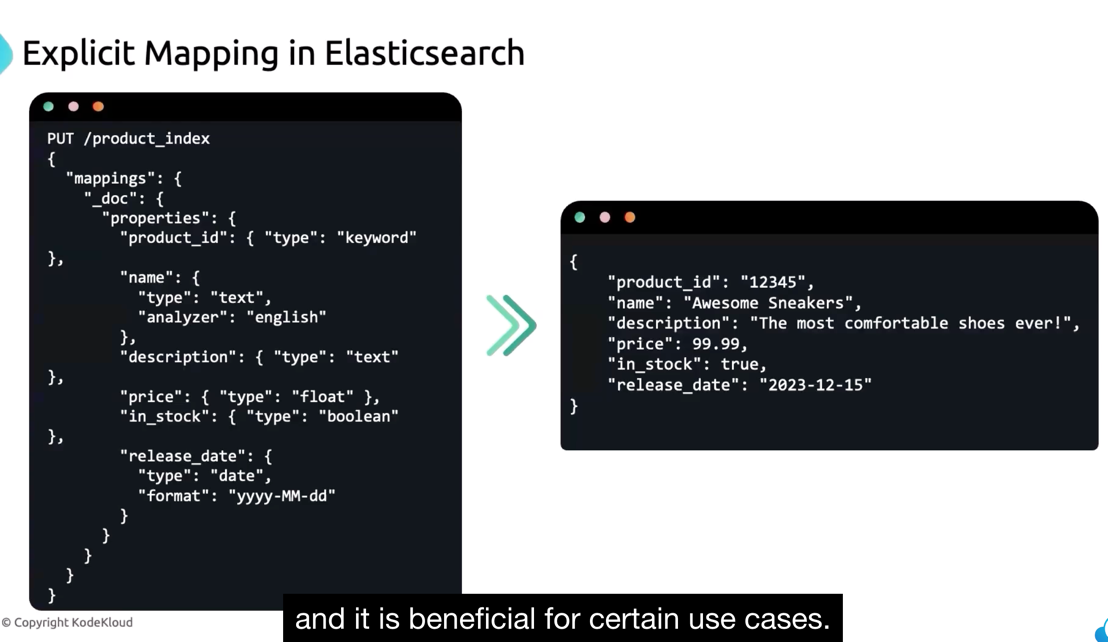 Explicit Mapping in Elasticsearch
PUT /product_index
{
  "mappings": {
    "_doc": {
      "properties": {
        "product_id": { "type": "keyword"
},
        "name": {
          "type": "text",
          "analyzer": "english"
        },
        "description": { "type": "text"
},
        "price": { "type": "float" },
        "in_stock": { "type": "boolean"
},
        "release_date": {
          "type": "date",
          "format": "yyyy-MM-dd"
        }
      }
    }
  }
}
{
    "product_id": "12345",
    "name": "Awesome Sneakers",
    "description": "The most comfortable shoes ever!",
    "price": 99.99,
    "in_stock": true,
    "release_date": "2023-12-15"
}
© Copyright KodeKloud
and it is beneficial for certain use cases.